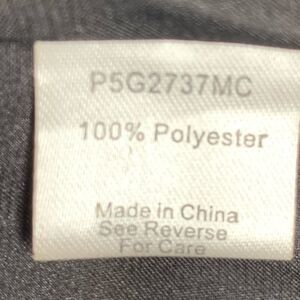 P5G2737MC
100% Polyester
Made in China
See Reverse
For Care